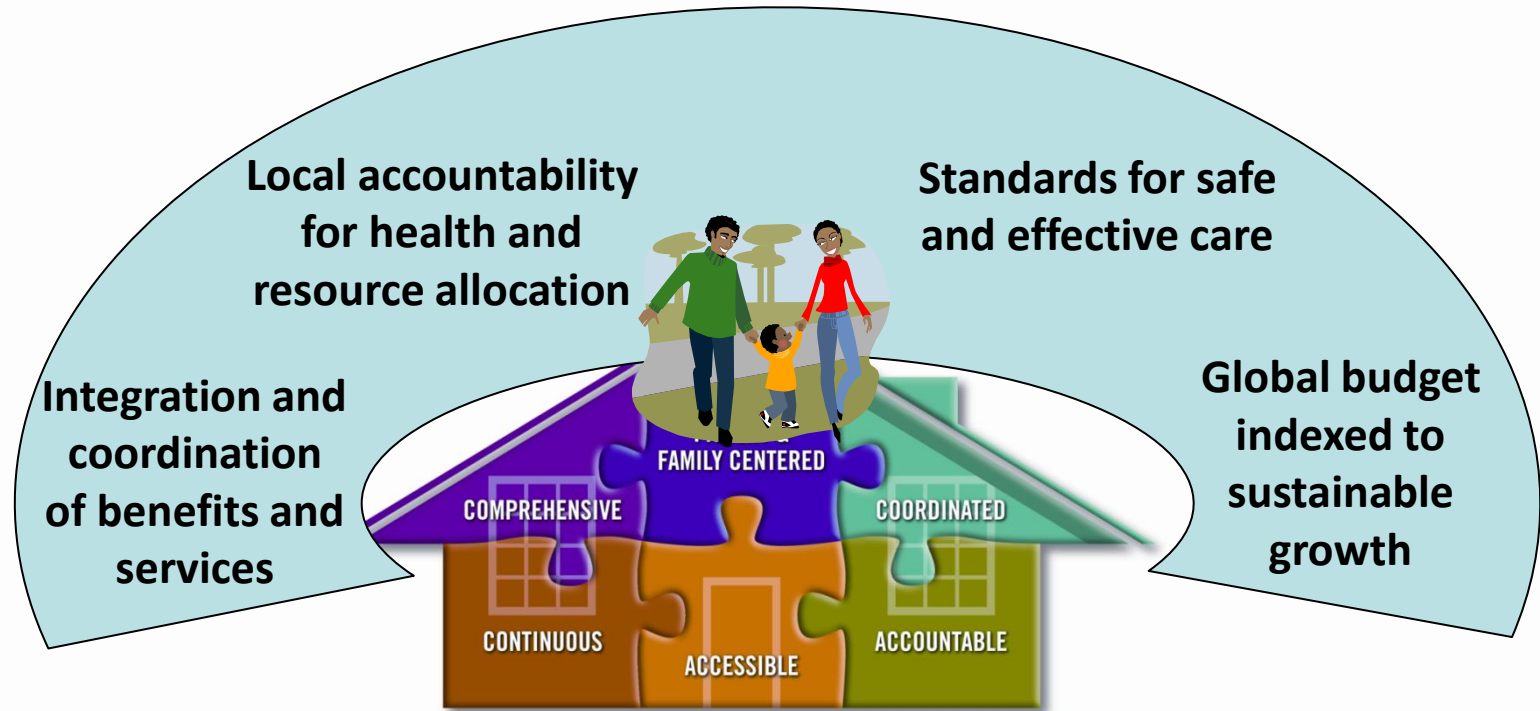 Local accountability
for health and
resource allocation
Standards for safe
and effective care
Integration and
coordination
of benefits and
services
Global budget
indexed to
sustainable
growth
FAMILY CENTERED
COMPREHENSIVE
COORDINATED
CONTINUOUS
ACCESSIBLE
ACCOUNTABLE